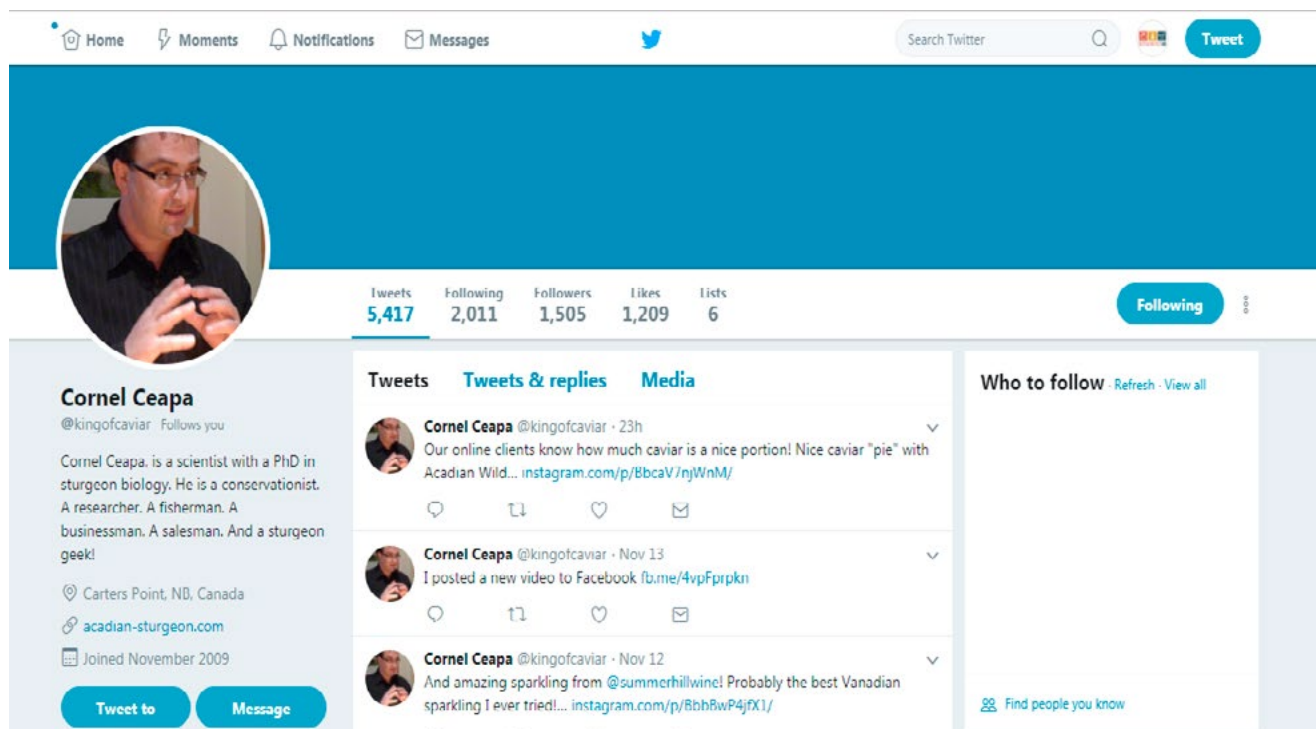 Home Moments Notifications Messages Search Twitter Tweet
Tweets Following Followers Likes Lists
5,417 2,011 1,505 1,209 6
Following
Cornel Ceapa
@kingofcaviar Follows you
Cornel Ceapa. is a scientist with a PhD in
sturgeon biology. He is a conservationist.
A researcher. A fisherman. A
businessman. A salesman. And a sturgeon
geek!
Carters Point, NB, Canada
acadian-sturgeon.com
Joined November 2009
Tweet to Message
Tweets Tweets & replies Media
Cornel Ceapa @kingofcaviar · 23h
Our online clients know how much caviar is a nice portion! Nice caviar "pie" with
Acadian Wild... instagram.com/p/BbcaV7njWnM/
Cornel Ceapa @kingofcaviar · Nov 13
I posted a new video to Facebook fb.me/4vpFprpkn
Cornel Ceapa @kingofcaviar · Nov 12
And amazing sparkling from @summerhillwine! Probably the best Vanadian
sparkling I ever tried!... instagram.com/p/BbbBwP4jfX1/
Who to follow · Refresh · View all
Find people you know